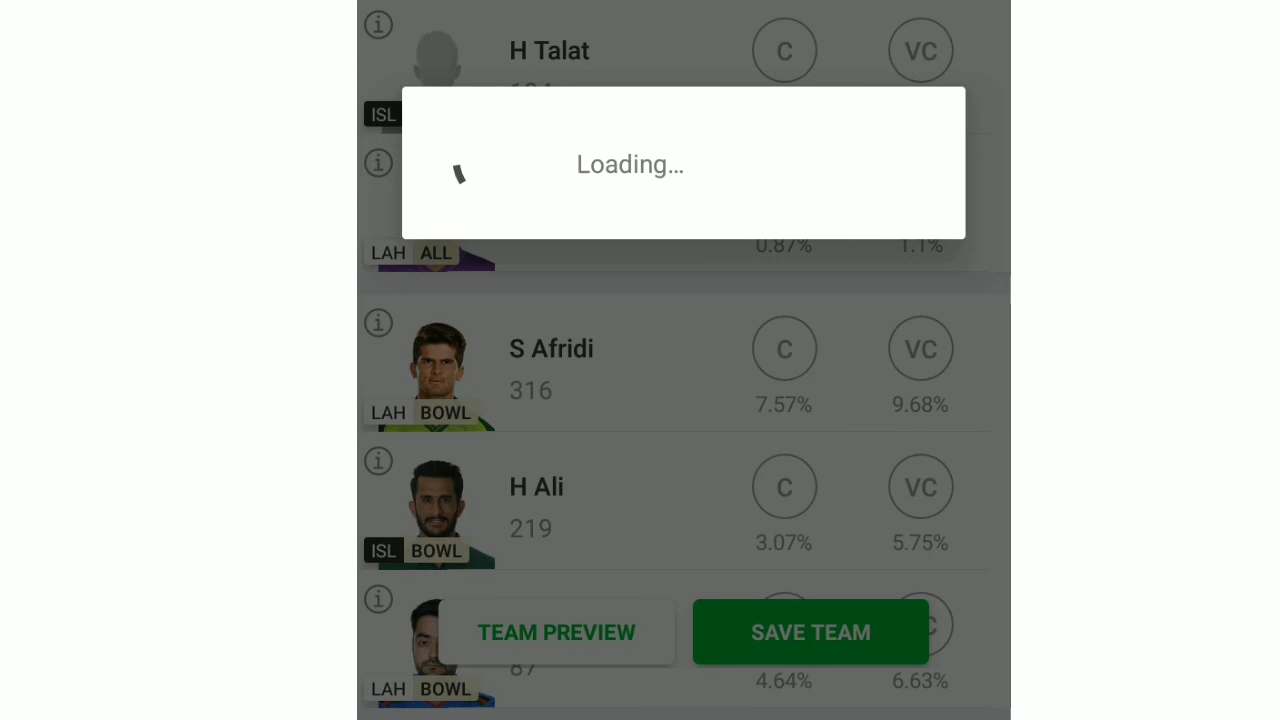 H Talat
C
VC
ISL
Loading...
0.87%
1.1%
LAH ALL
S Afridi
C
VC
316
7.57%
9.68%
LAH BOWL
H Ali
C
VC
219
3.07%
5.75%
ISL BOWL
TEAM PREVIEW
SAVE TEAM
C
87
4.64%
6.63%
LAH BOWL